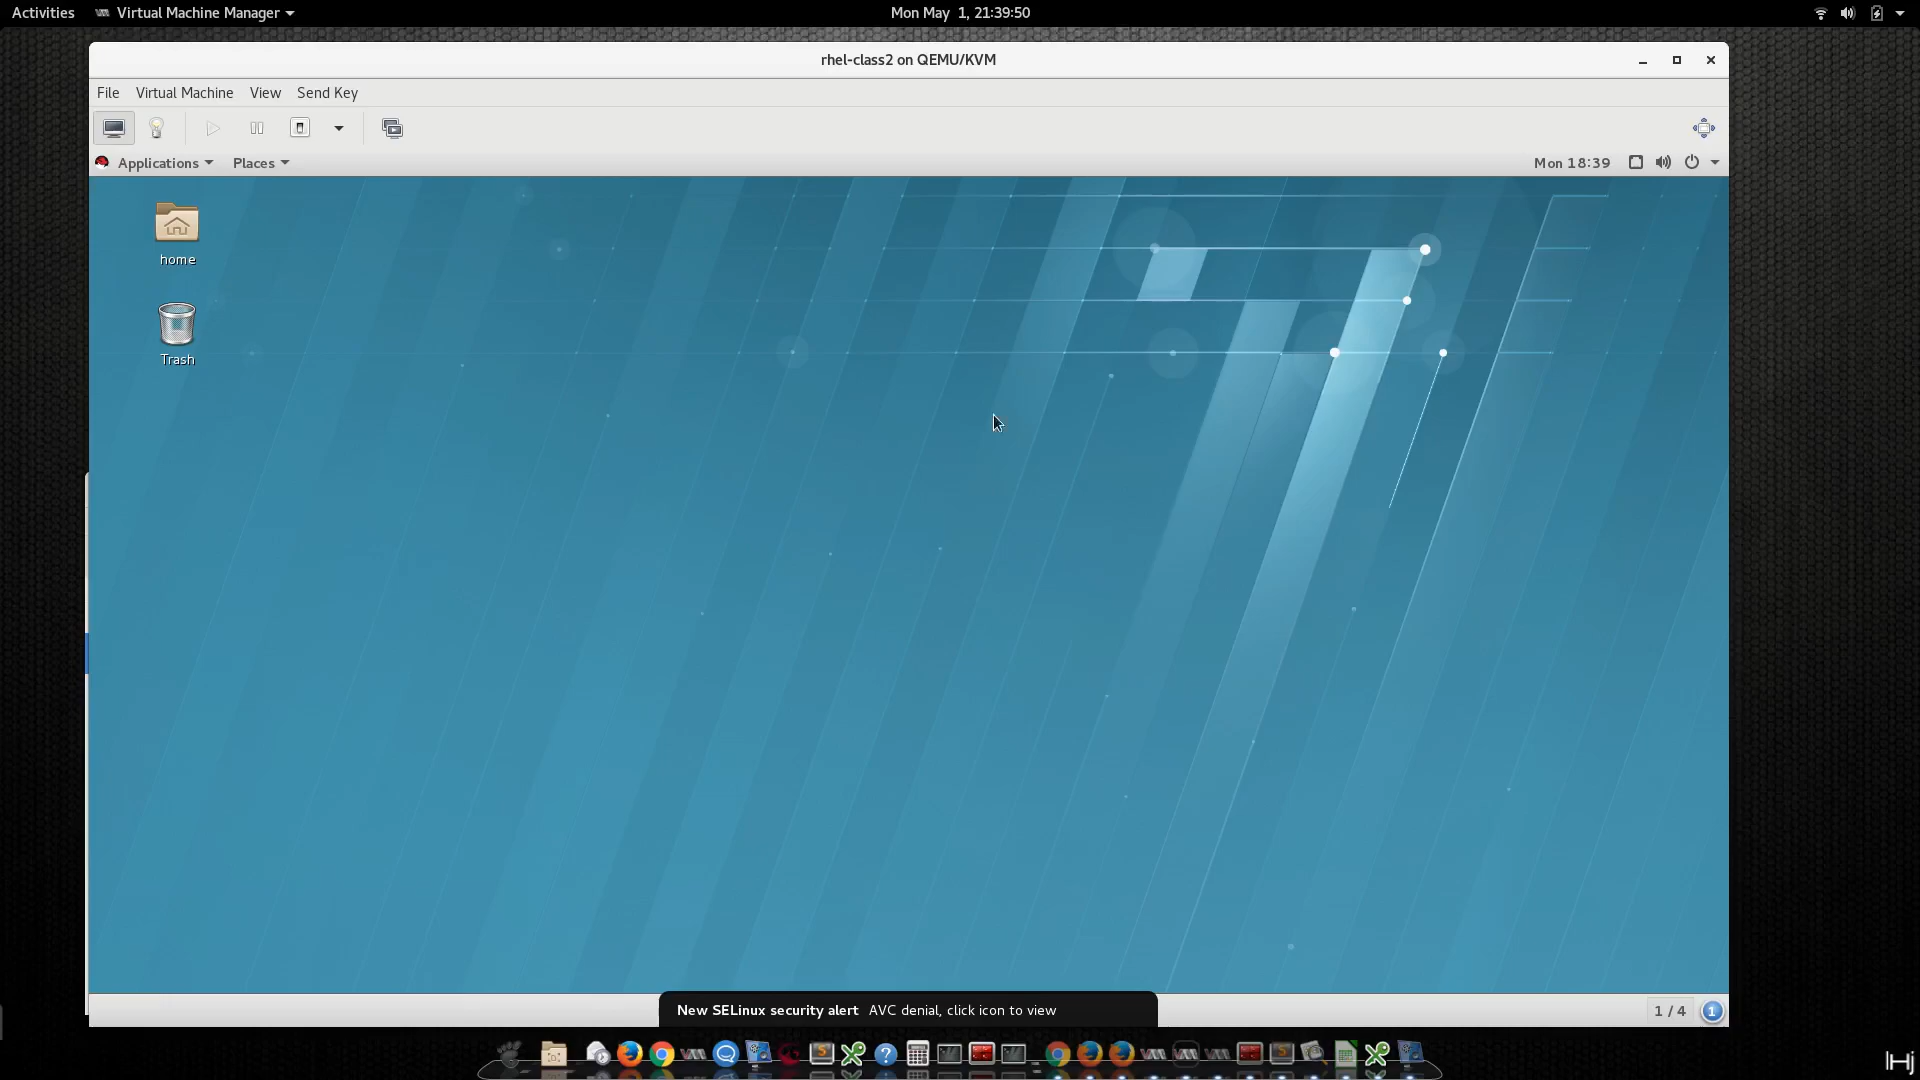 Activities Virtual Machine Manager Mon May 1, 21:39:50
rhel-class2 on QEMU/KVM
File Virtual Machine View Send Key
Applications Places Mon 18:39
home
Trash
New SELinux security alert AVC denial, click icon to view
1 / 4 1